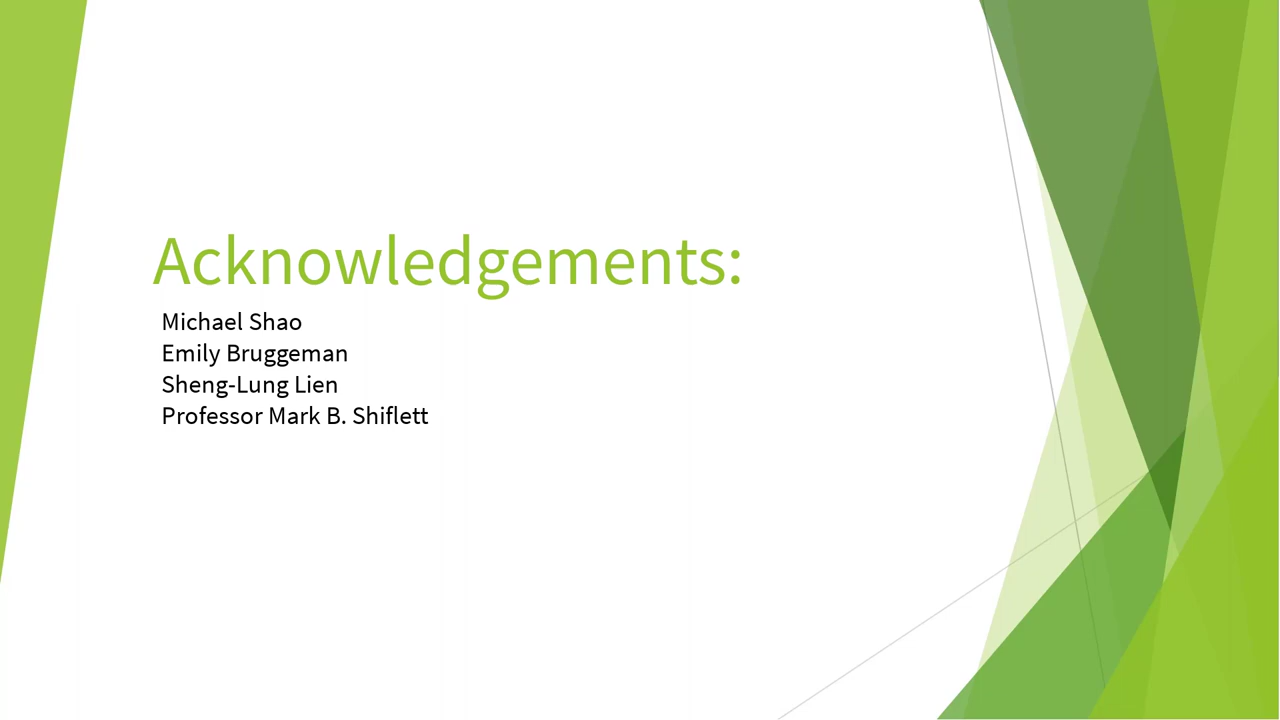 Acknowledgements:
Michael Shao
Emily Bruggeman
Sheng-Lung Lien
Professor Mark B. Shiflett